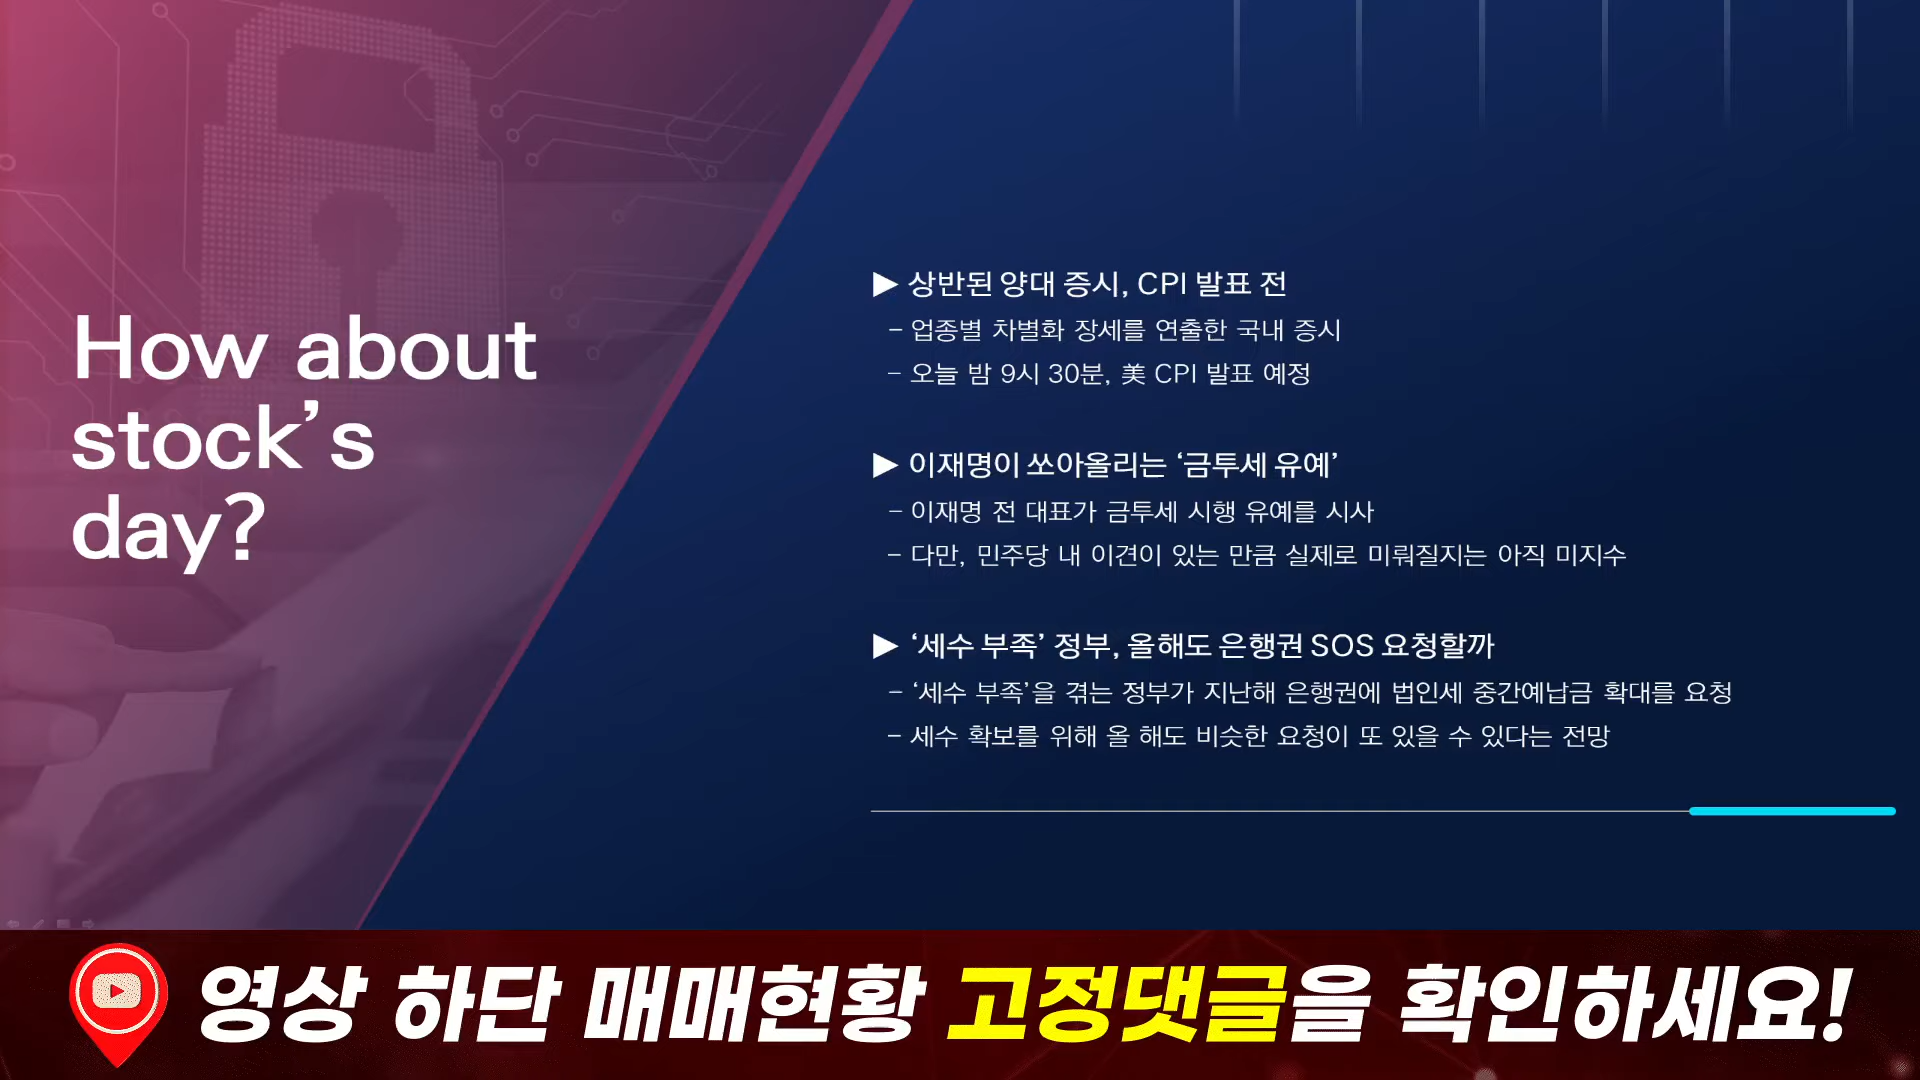 How about
stock’s
day?
▶ 상반된 양대 증시, CPI 발표 전
– 업종별 차별화 장세를 연출한 국내 증시
– 오늘 밤 9시 30분, 美 CPI 발표 예정
▶ 이재명이 쏘아올리는 ‘금투세 유예’
– 이재명 전 대표가 금투세 시행 유예를 시사
– 다만, 민주당 내 이견이 있는 만큼 실제로 미뤄질지는 아직 미지수
▶ ‘세수 부족’ 정부, 올해도 은행권 SOS 요청할까
– ‘세수 부족’을 겪는 정부가 지난해 은행권에 법인세 중간예납금 확대를 요청
– 세수 확보를 위해 올 해도 비슷한 요청이 또 있을 수 있다는 전망
영상 하단 매매현황 고정댓글을 확인하세요!